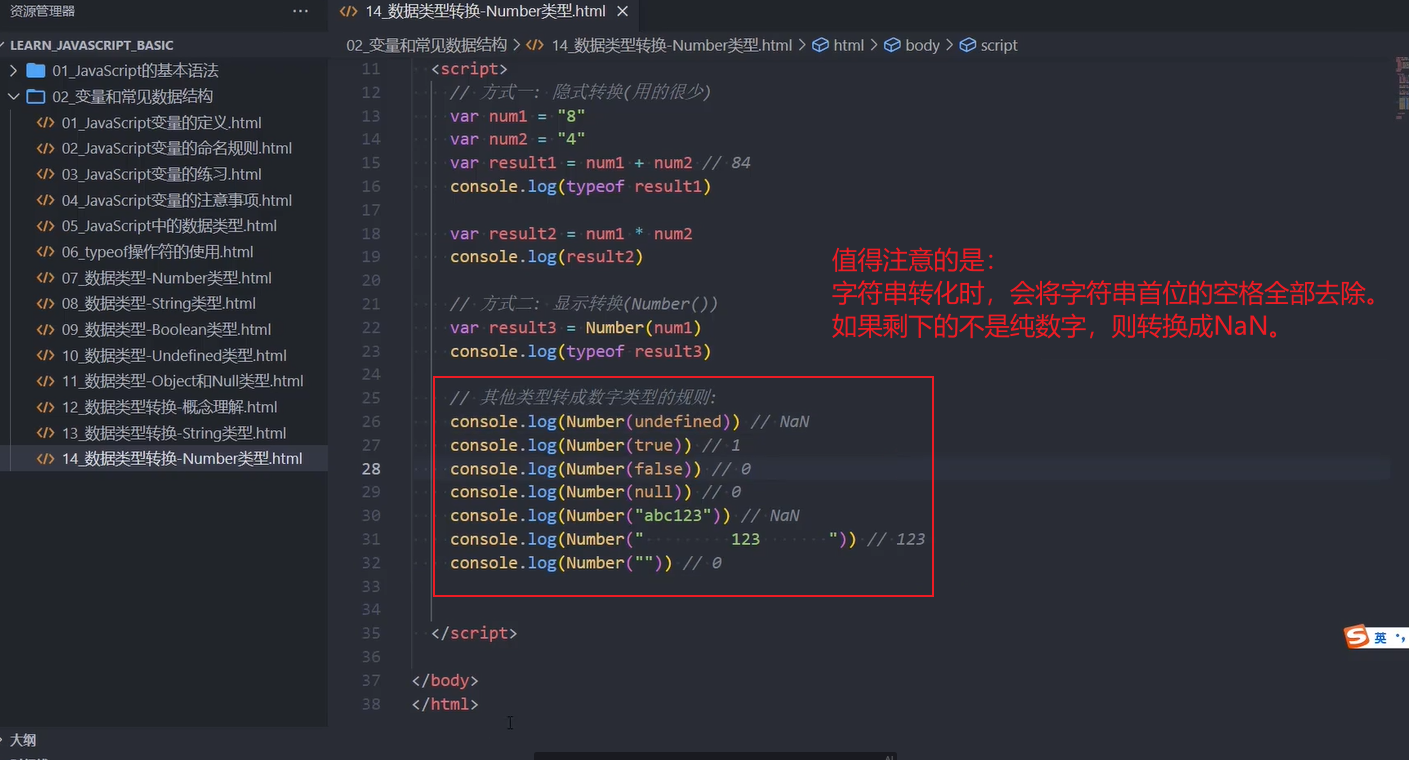 资源管理器
···
14_数据类型转换-Number类型.html
LEARN_JAVASCRIPT_BASIC
01_JavaScript的基本语法
02_变量和常见数据结构
01_JavaScript变量的定义.html
02_JavaScript变量的命名规则.html
03_JavaScript变量的练习.html
04_JavaScript变量的注意事项.html
05_JavaScript中的数据类型.html
06_typeof操作符的使用.html
07_数据类型-Number类型.html
08_数据类型-String类型.html
09_数据类型-Boolean类型.html
10_数据类型-Undefined类型.html
11_数据类型-Object和Null类型.html
12_数据类型转换-概念理解.html
13_数据类型转换-String类型.html
14_数据类型转换-Number类型.html
大纲
02_变量和常见数据结构 > 14_数据类型转换-Number类型.html > html > body > script
11 <script>
12 // 方式一: 隐式转换(用的很少)
13 var num1 = "8"
14 var num2 = "4"
15 var result1 = num1 + num2 // 84
16 console.log(typeof result1)
17
18 var result2 = num1 * num2
19 console.log(result2)
20
21 // 方式二: 显示转换(Number())
22 var result3 = Number(num1)
23 console.log(typeof result3)
24
25 // 其他类型转成数字类型的规则:
26 console.log(Number(undefined)) // NaN
27 console.log(Number(true)) // 1
28 console.log(Number(false)) // 0
29 console.log(Number(null)) // 0
30 console.log(Number("abc123")) // NaN
31 console.log(Number("         123       ")) // 123
32 console.log(Number("")) // 0
33
34
35 </script>
36
37 </body>
38 </html>
值得注意的是：
字符串转化时，会将字符串首位的空格全部去除。
如果剩下的不是纯数字，则转换成NaN。
英